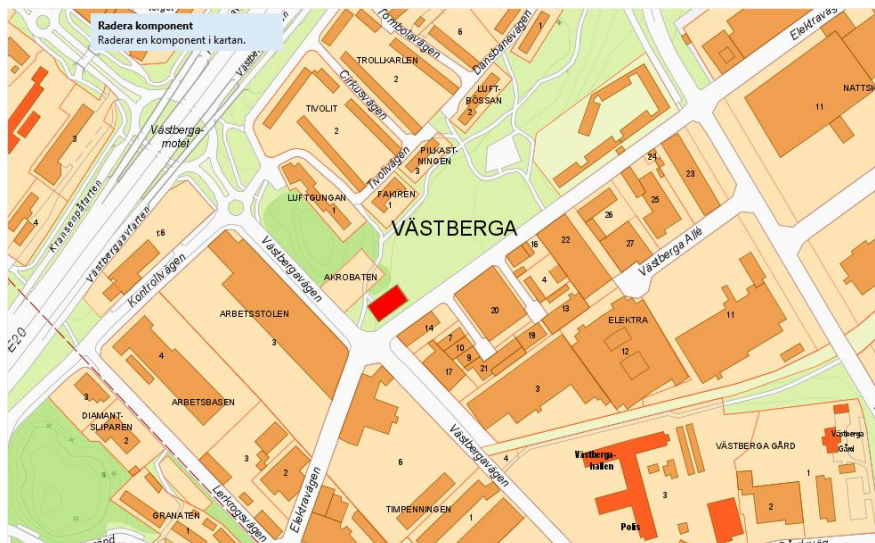 Radera komponent
Raderar en komponent i kartan.
Trombolavägen
6
Dansbanevägen
1
Elektravägen
TROLLKARLEN
2
Cirkusvägen
LUFT-
BÖSSAN
2
NATTSK
11
3
Västberga-
motet
TIVOLIT
2
PILKAST-
NINGEN
3
Tivolivägen
24
23
25
4
Kransenpåfarten
Västbergaavfarten
16
LUFTGUNGAN
1
FAKIREN
1
26
27
VÄSTBERGA
16
22
Västberga Allé
Kontrollvägen
Västbergavägen
AKROBATEN
4
E20
ARBETSSTOLEN
3
20
13
ELEKTRA
12
11
14
7
10
9
19
17
21
3
4
ARBETSBASEN
3
DIAMANT-
SLIPAREN
2
3
2
6
Västbergavägen
4
Västberga-
hallen
3
VÄSTBERGA GÅRD
1
Västberga
Gård
Lerkrogsvägen
Elektravägen
GRANATEN
1
TIMPENNINGEN
1
Polis
2